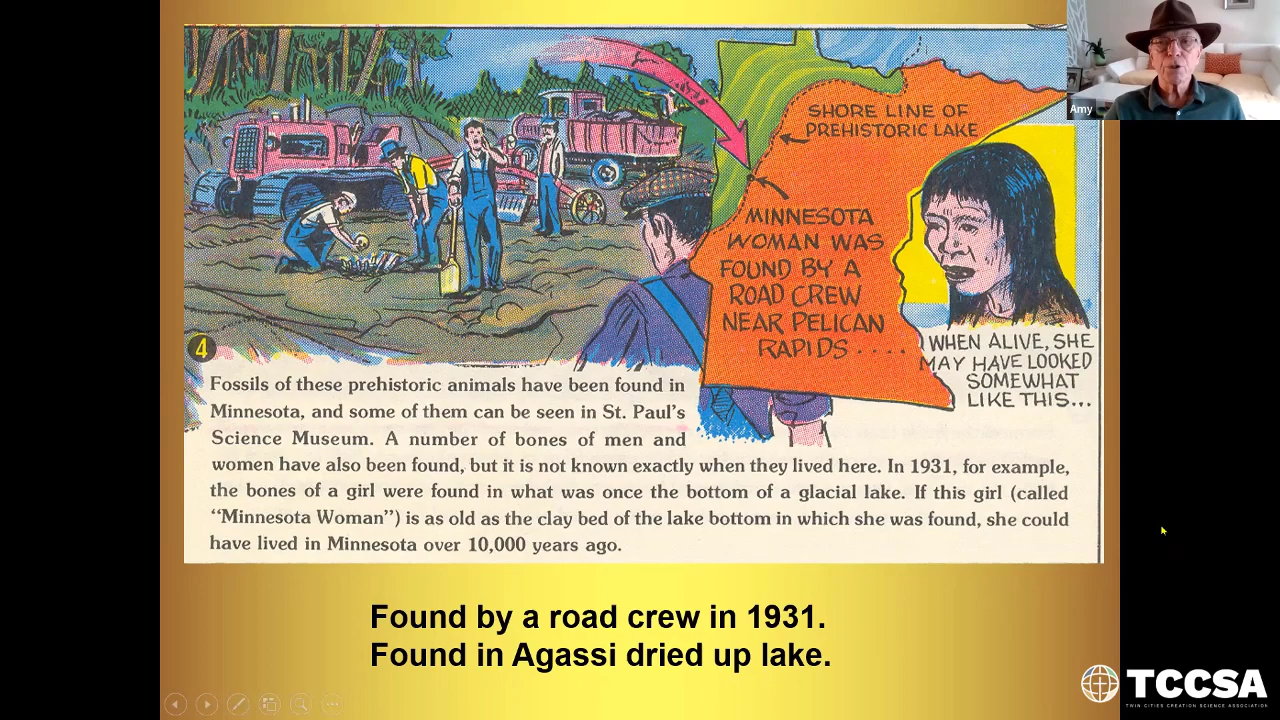 SHORE LINE OF
PREHISTORIC LAKE
MINNESOTA
WOMAN WAS
FOUND BY A
ROAD CREW
NEAR PELICAN
RAPIDS....
WHEN ALIVE, SHE
MAY HAVE LOOKED
SOMEWHAT
LIKE THIS...
4
Fossils of these prehistoric animals have been found in
Minnesota, and some of them can be seen in St. Paul's
Science Museum. A number of bones of men and
women have also been found, but it is not known exactly when they lived here. In 1931, for example,
the bones of a girl were found in what was once the bottom of a glacial lake. If this girl (called
"Minnesota Woman") is as old as the clay bed of the lake bottom in which she was found, she could
have lived in Minnesota over 10,000 years ago.
Found by a road crew in 1931.
Found in Agassi dried up lake.
Amy
TCCSA
TWIN CITIES CREATION SCIENCE ASSOCIATION